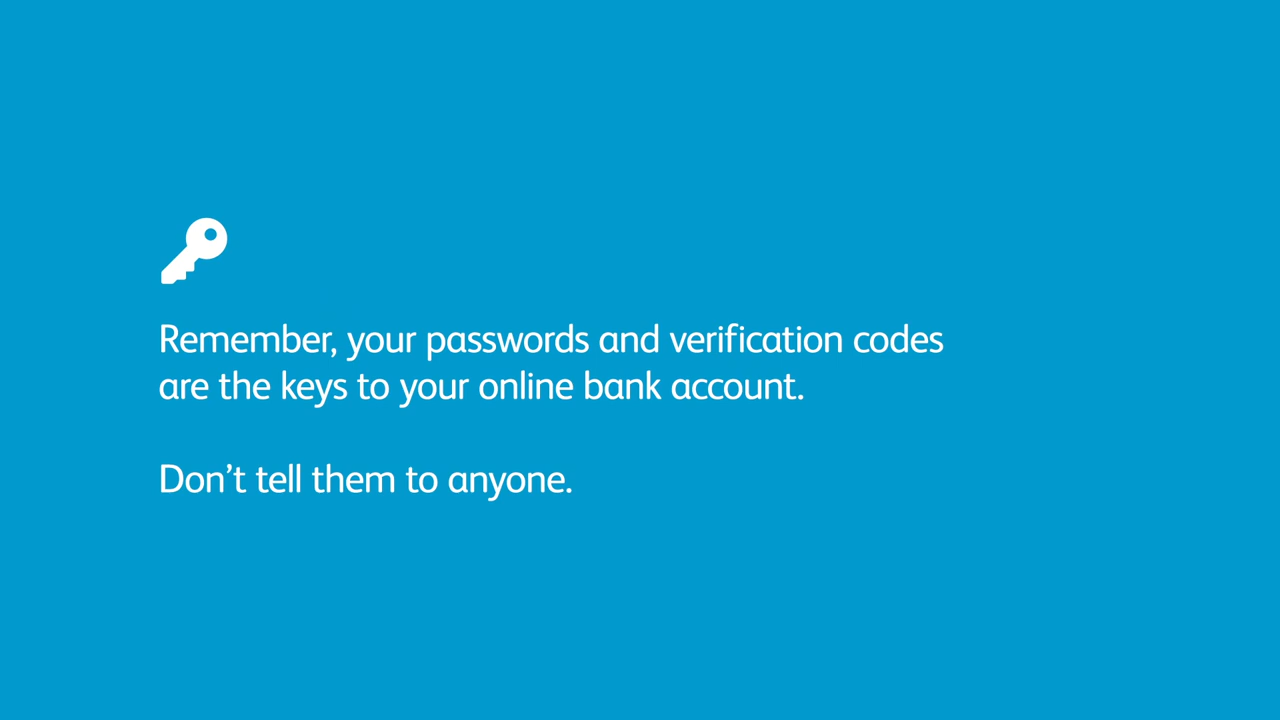 Remember, your passwords and verification codes
are the keys to your online bank account.
Don’t tell them to anyone.